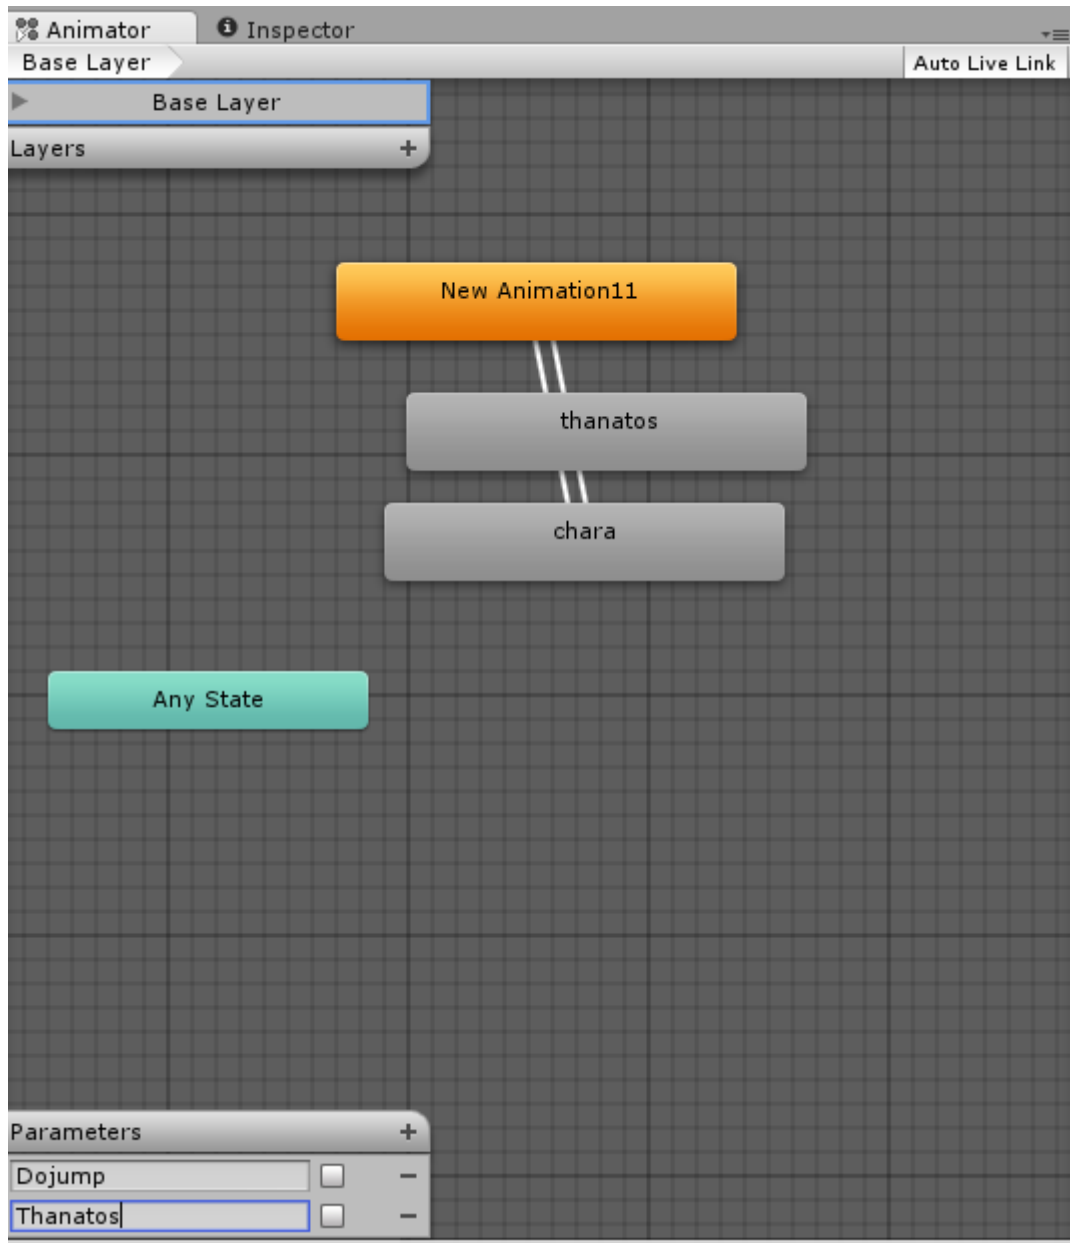 Animator
Inspector
Base Layer
Auto Live Link
Base Layer
Layers
New Animation11
thanatos
chara
Any State
Parameters
Dojump
Thanatos